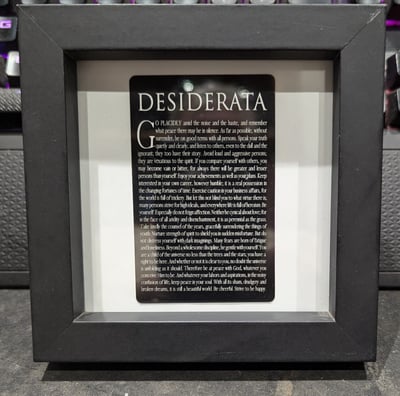 DESIDERATA
GO PLACIDLY amid the noise and the haste, and remember
what peace there may be in silence. As far as possible, without
surrender, be on good terms with all persons. Speak your truth
quietly and clearly, and listen to others, even to the dull and the
ignorant; they too have their story. Avoid loud and aggressive persons,
they are vexatious to the spirit. If you compare yourself with others, you
may become vain or bitter, for always there will be greater and lesser
persons than yourself. Enjoy your achievements as well as your plans. Keep
interested in your own career, however humble; it is a real possession in
the changing fortunes of time. Exercise caution in your business affairs, for
the world is full of trickery. But let this not blind you to what virtue there is;
many persons strive for high ideals, and everywhere life is full of heroism. Be
yourself. Especially do not feign affection. Neither be cynical about love; for
in the face of all aridity and disenchantment, it is as perennial as the grass.
Take kindly the counsel of the years, gracefully surrendering the things of
youth. Nurture strength of spirit to shield you in sudden misfortune. But do
not distress yourself with dark imaginings. Many fears are born of fatigue
and loneliness. Beyond a wholesome discipline, be gentle with yourself. You
are a child of the universe no less than the trees and the stars; you have a
right to be here. And whether or not it is clear to you, no doubt the universe
is unfolding as it should. Therefore be at peace with God, whatever you
conceive Him to be. And whatever your labors and aspirations, in the noisy
confusion of life, keep peace in your soul. With all its sham, drudgery and
broken dreams, it is still a beautiful world. Be cheerful. Strive to be happy.